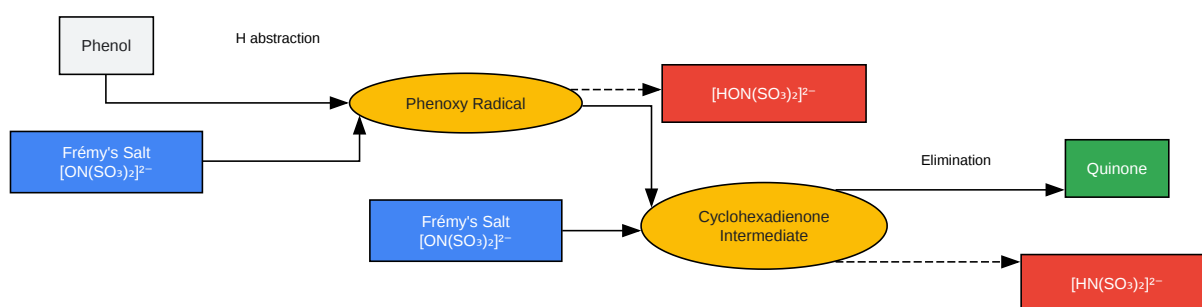 Phenol
H abstraction
Phenoxy Radical
[HON(SO₃)₂]²⁻
Frémy's Salt
[ON(SO₃)₂]²⁻
Elimination
Quinone
Frémy's Salt
[ON(SO₃)₂]²⁻
Cyclohexadienone
Intermediate
[HN(SO₃)₂]²⁻